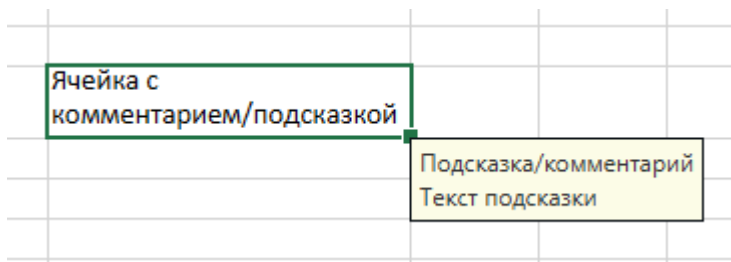 Ячейка с
комментарием/подсказкой
Подсказка/комментарий
Текст подсказки